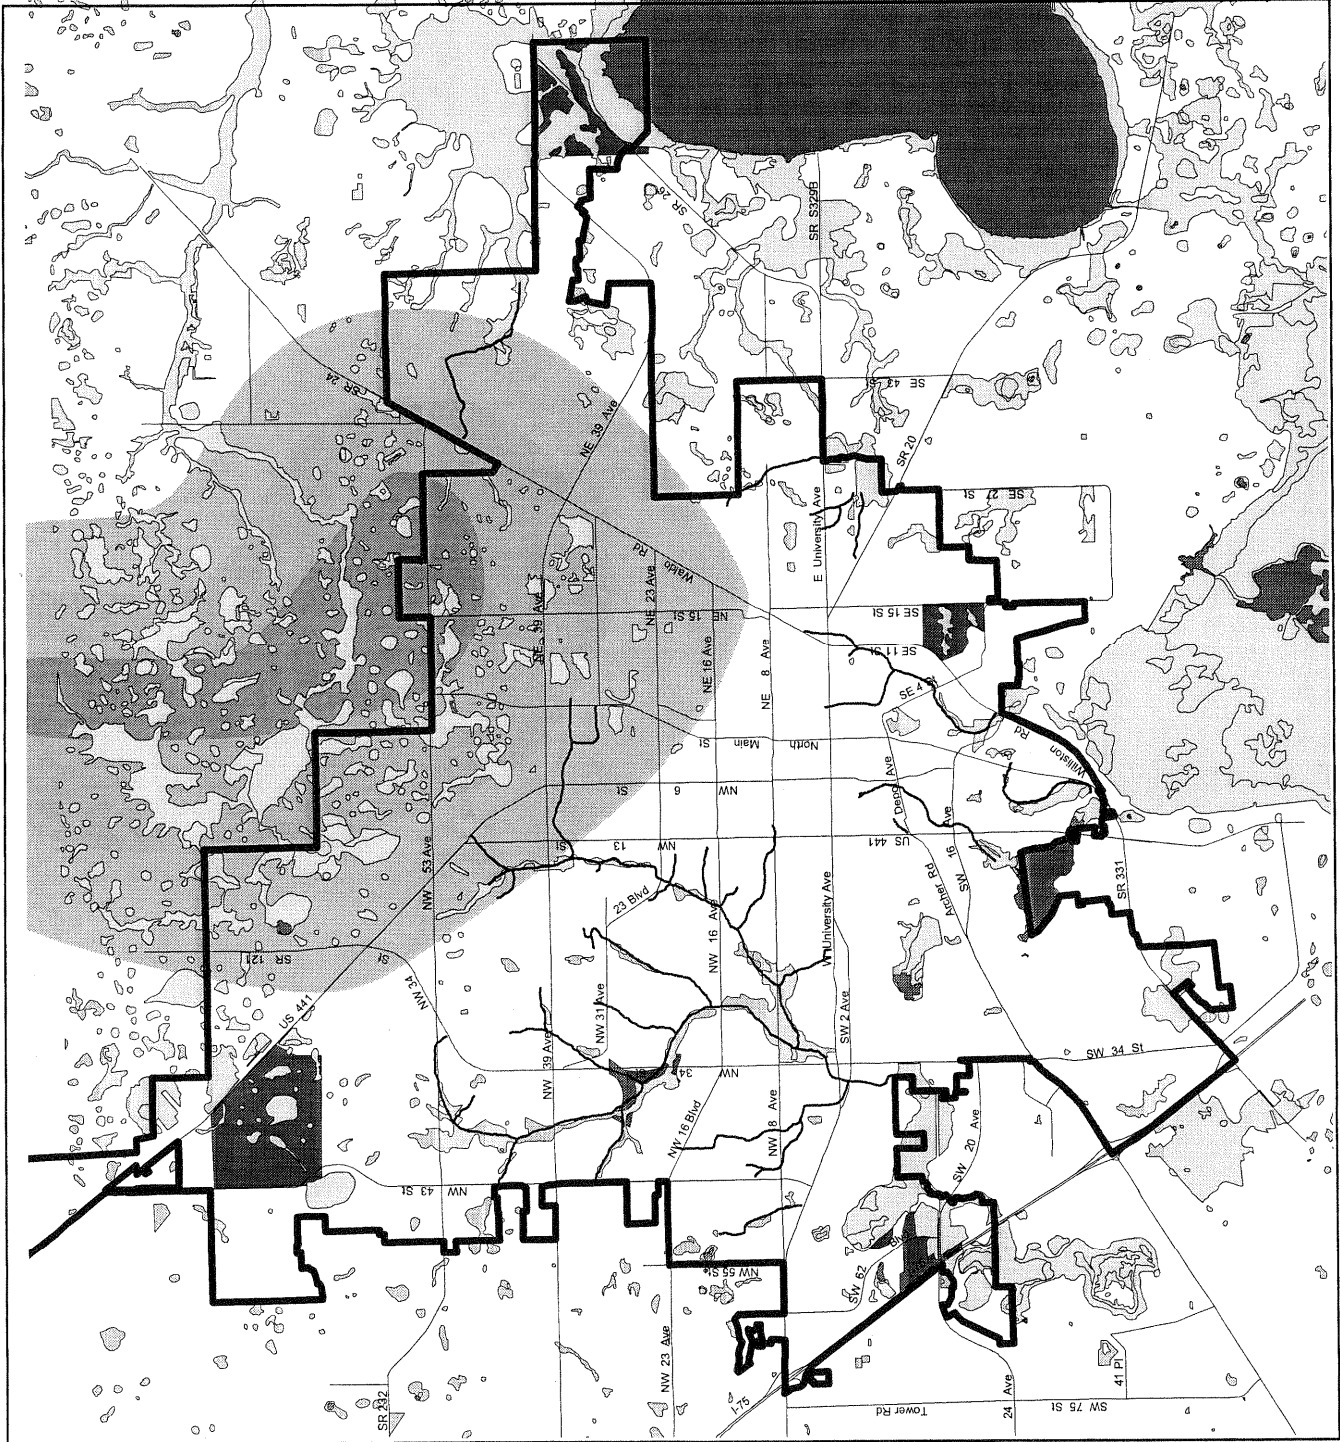 SR 26
SR S329B
SR 24
NE 39 Ave
SE 43 St
SR 20
SE 27 St
E University Ave
Waldo Rd
NE 23 Ave
NE 39 Ave
NE 15 St
SE 15 St
NE 16 Ave
NE 8 Ave
SE 11 St
SE 4 St
North Main St
Williston Rd
NW 6 St
Depot Ave
SW 16 Ave
NW 53 Ave
NW 13 St
US 441
Archer Rd
SR 331
23 Blvd
NW 16 Ave
W University Ave
SR 121
NW 34 St
US 441
NW 31 Ave
NW 39 Ave
SW 2 Ave
SW 34 St
NW 34 St
NW 16 Blvd
NW 8 Ave
SW 20 Ave
NW 43 St
NW 55 St
SW 62 Blvd
NW 23 Ave
SR 232
I-75
Tower Rd
24 Ave
SW 75 St
41 Pl